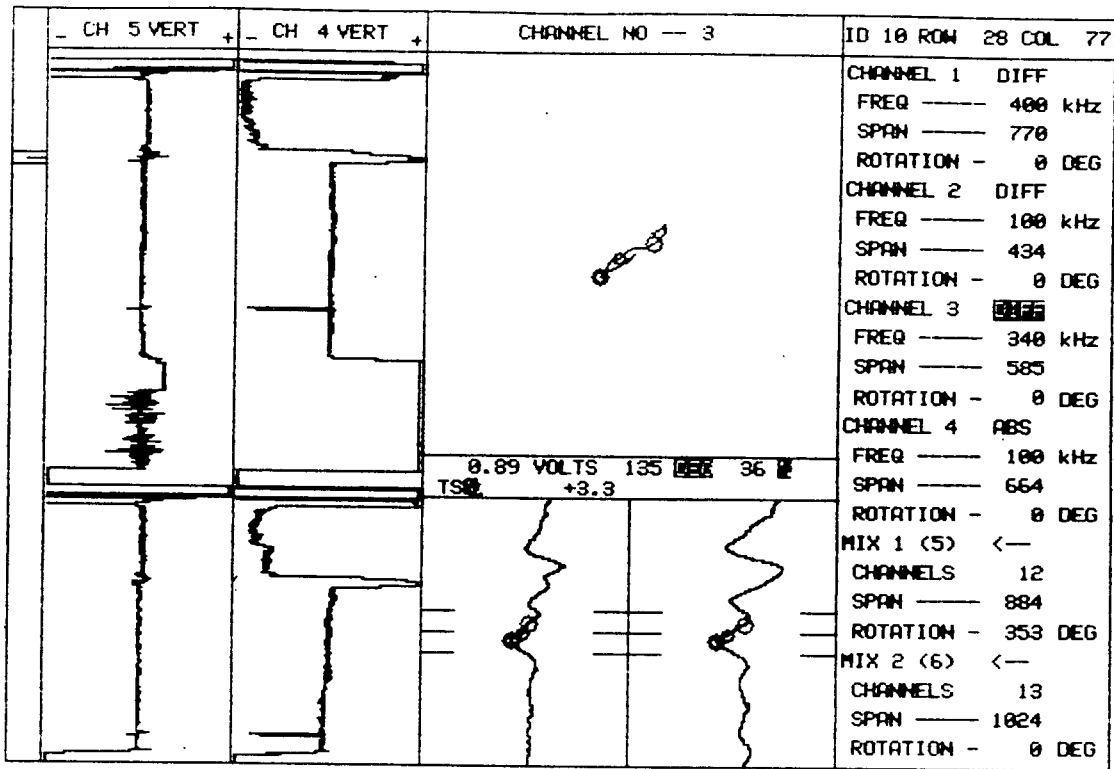 - CH 5 VERT +
- CH 4 VERT +
CHANNEL NO -- 3
ID 10 ROW 28 COL 77
CHANNEL 1 DIFF
FREQ ----- 400 kHz
SPAN ----- 770
ROTATION - 0 DEG
CHANNEL 2 DIFF
FREQ ----- 100 kHz
SPAN ----- 434
ROTATION - 0 DEG
CHANNEL 3 DIFF
FREQ ----- 340 kHz
SPAN ----- 585
ROTATION - 0 DEG
CHANNEL 4 ABS
FREQ ----- 100 kHz
SPAN ----- 664
ROTATION - 0 DEG
MIX 1 (5) <--
CHANNELS 12
SPAN ----- 884
ROTATION - 353 DEG
MIX 2 (6) <--
CHANNELS 13
SPAN ----- 1024
ROTATION - 0 DEG
0.89 VOLTS 135 DEG 36
+3.3